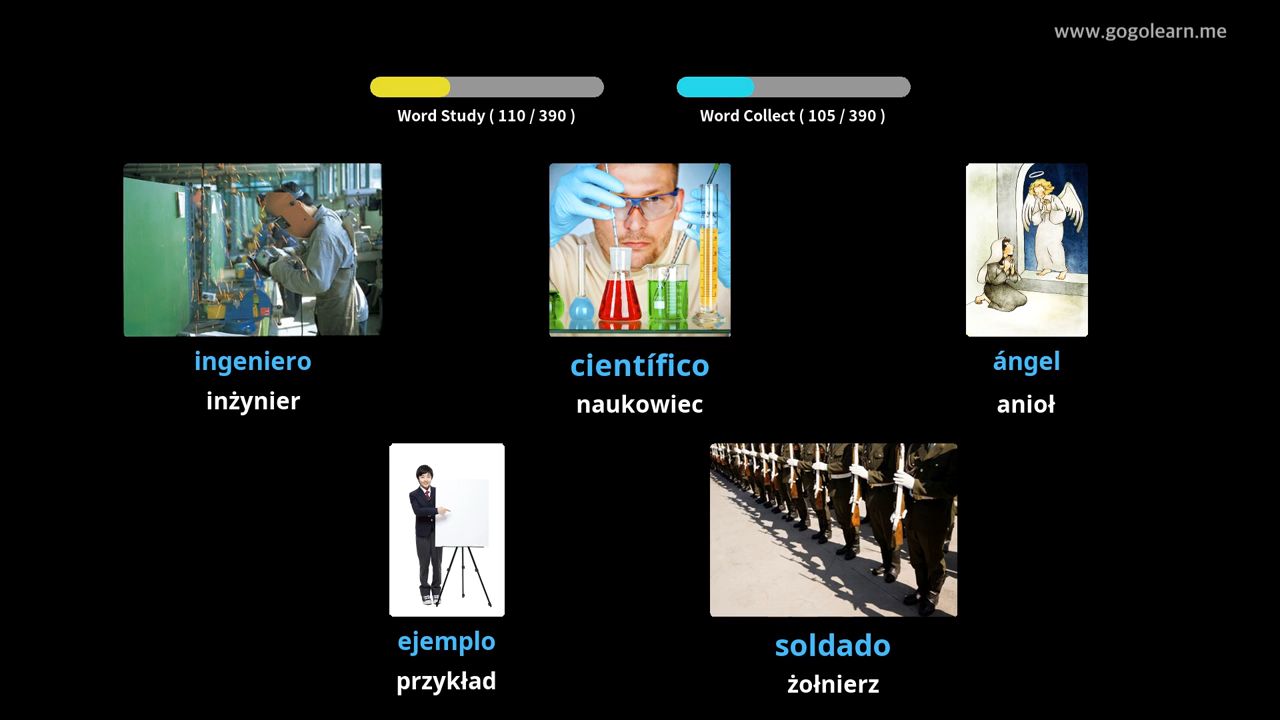 www.gogolearn.me
Word Study ( 110 / 390 )
Word Collect ( 105 / 390 )
ingeniero
inżynier
científico
naukowiec
ángel
anioł
ejemplo
przykład
soldado
żołnierz